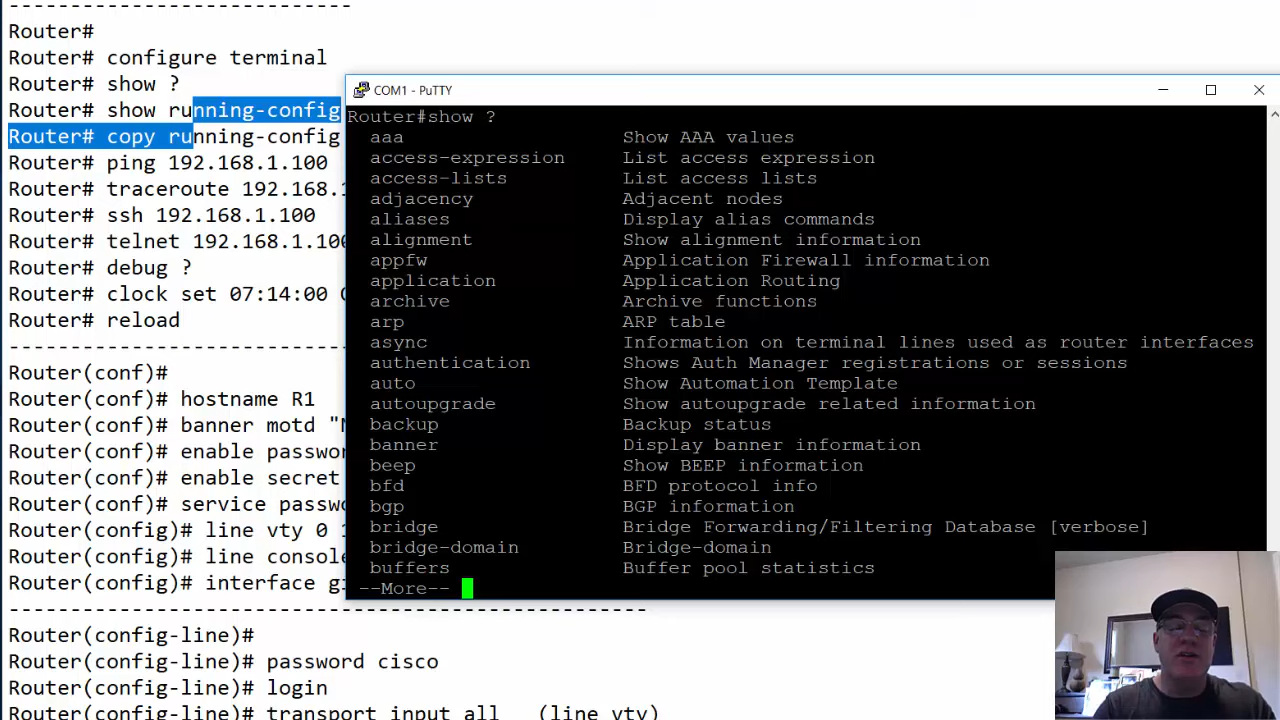 Router#
Router# configure terminal
Router# show ?
Router# show running-config
Router# copy running-config
Router# ping 192.168.1.100
Router# traceroute 192.168.1
Router# ssh 192.168.1.100
Router# telnet 192.168.1.100
Router# debug ?
Router# clock set 07:14:00
Router# reload
Router(conf)#
Router(conf)# hostname R1
Router(conf)# banner motd "
Router(conf)# enable passwor
Router(conf)# enable secret
Router(conf)# service passw
Router(config)# line vty 0 1
Router(config)# line console
Router(config)# interface gi
Router(config-line)#
Router(config-line)# password cisco
Router(config-line)# login
Router(config-line)# transport input all (line vty)
COM1 - PuTTY
Router#show ?
aaa Show AAA values
access-expression List access expression
access-lists List access lists
adjacency Adjacent nodes
aliases Display alias commands
alignment Show alignment information
appfw Application Firewall information
application Application Routing
archive Archive functions
arp ARP table
async Information on terminal lines used as router interfaces
authentication Shows Auth Manager registrations or sessions
auto Show Automation Template
autoupgrade Show autoupgrade related information
backup Backup status
banner Display banner information
beep Show BEEP information
bfd BFD protocol info
bgp BGP information
bridge Bridge Forwarding/Filtering Database [verbose]
bridge-domain Bridge-domain
buffers Buffer pool statistics
--More--